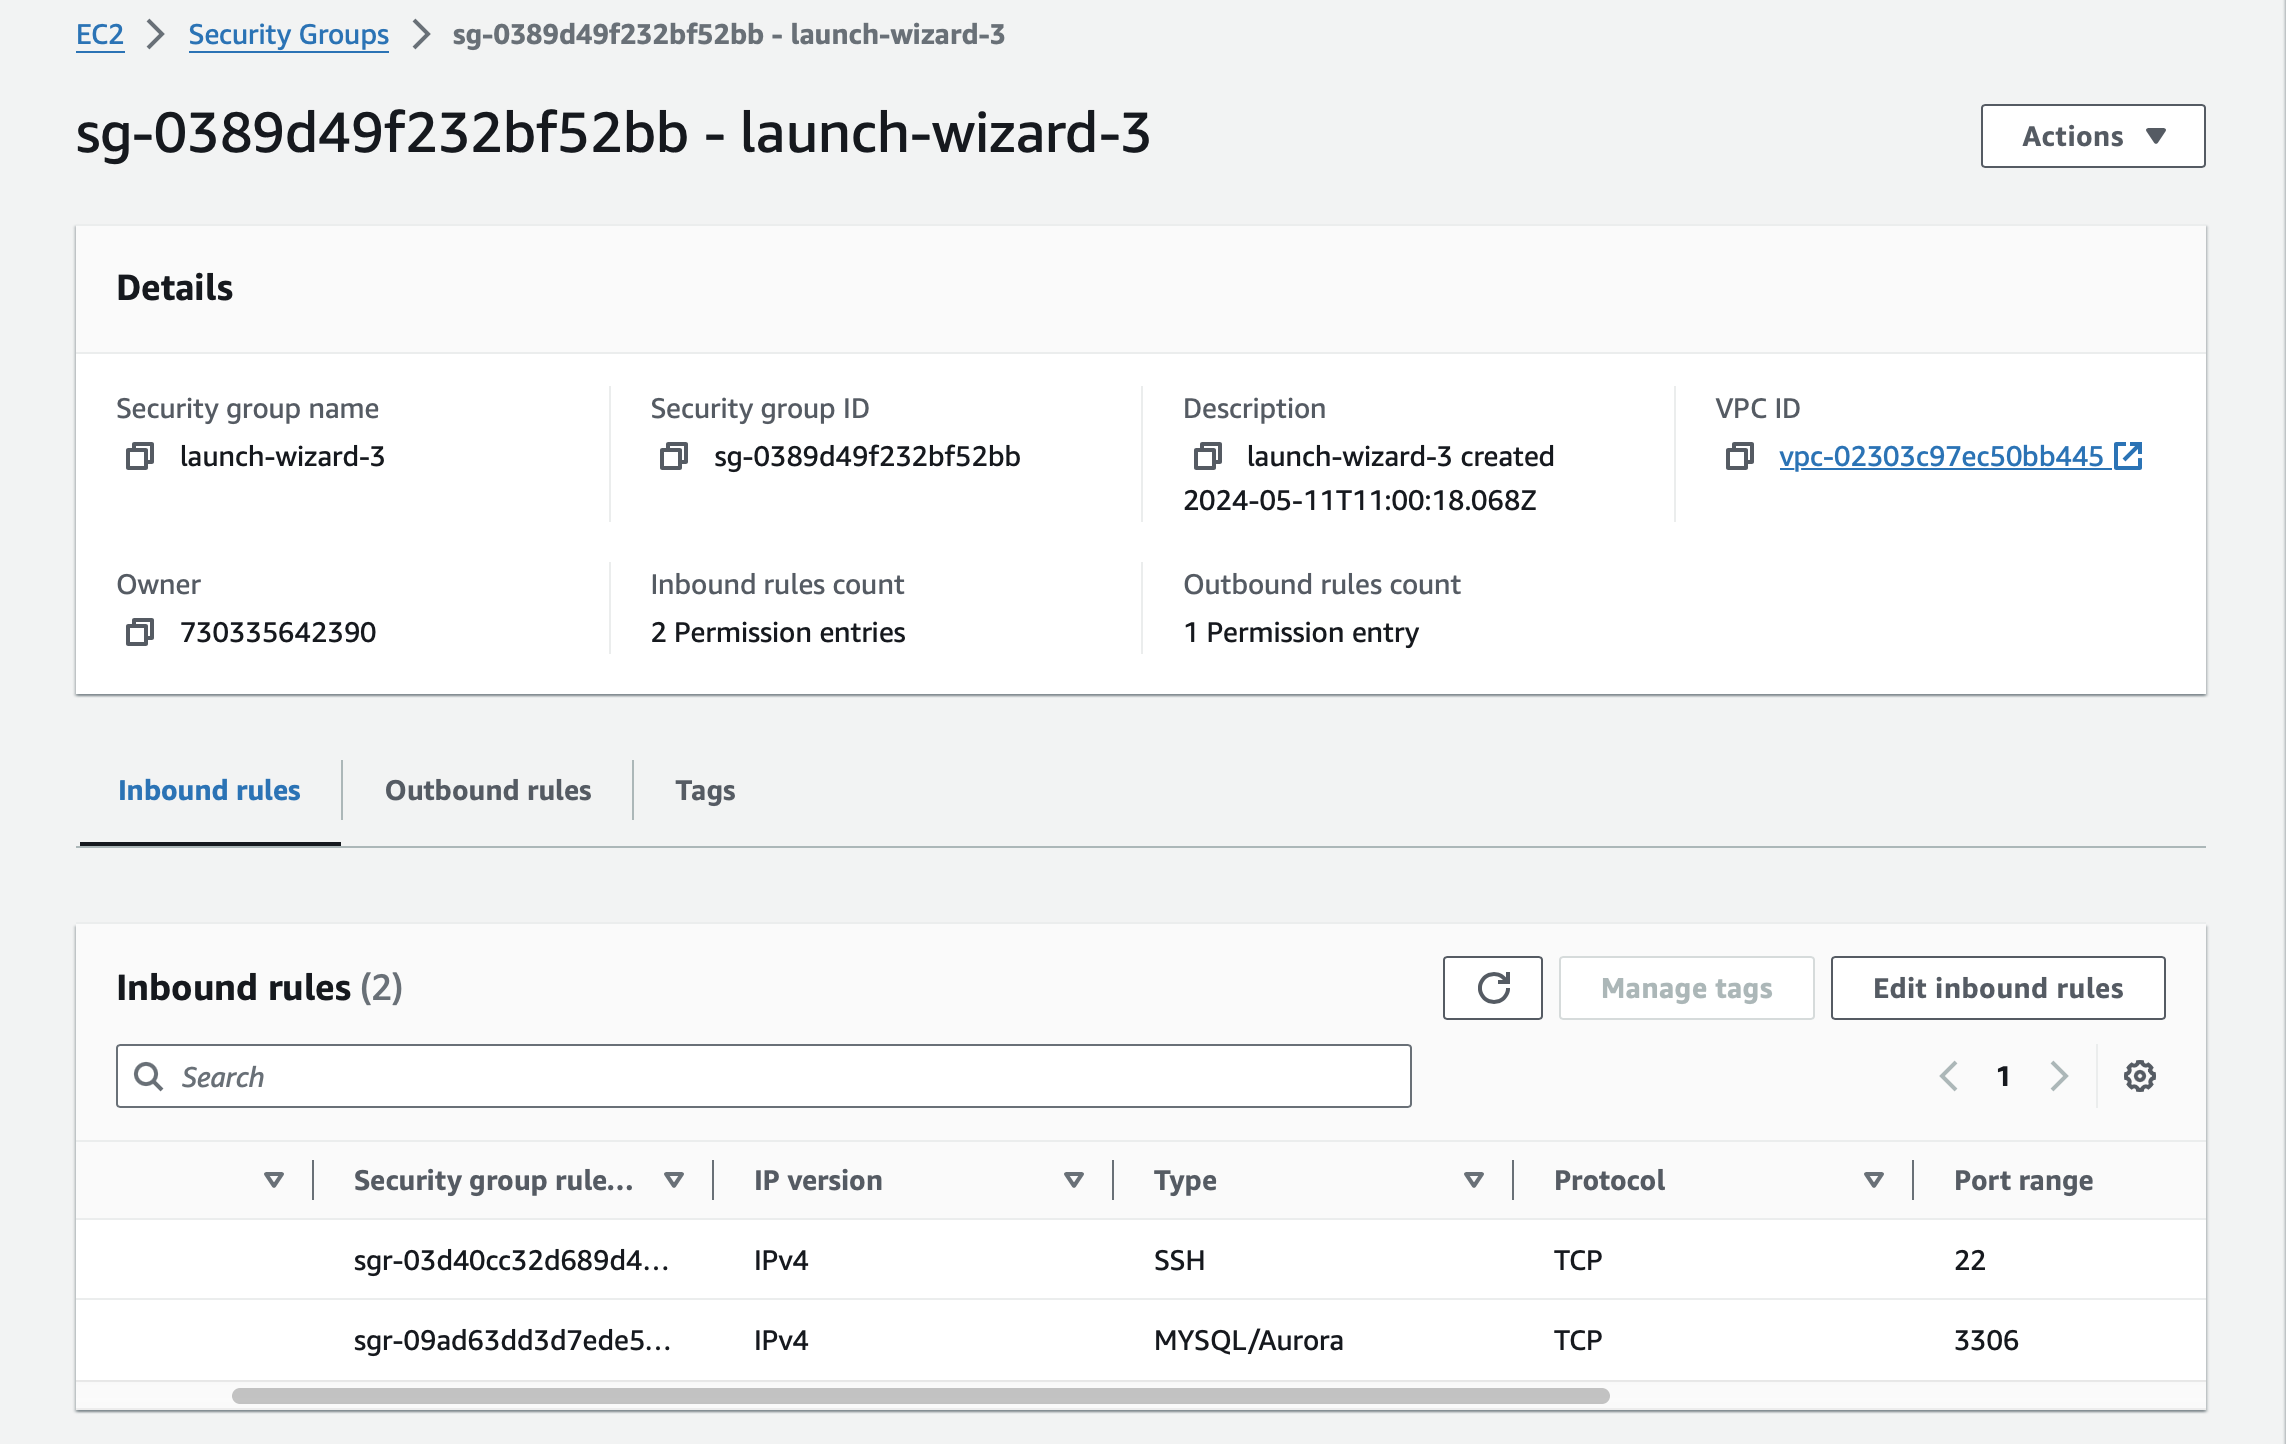 EC2 > Security Groups > sg-0389d49f232bf52bb - launch-wizard-3
sg-0389d49f232bf52bb - launch-wizard-3
Actions
Details
Security group name
launch-wizard-3
Security group ID
sg-0389d49f232bf52bb
Description
launch-wizard-3 created
2024-05-11T11:00:18.068Z
VPC ID
vpc-02303c97ec50bb445
Owner
730335642390
Inbound rules count
2 Permission entries
Outbound rules count
1 Permission entry
Inbound rules
Outbound rules
Tags
Inbound rules (2)
Manage tags
Edit inbound rules
Search
1
Security group rule... IP version Type Protocol Port range
sgr-03d40cc32d689d4... IPv4 SSH TCP 22
sgr-09ad63dd3d7ede5... IPv4 MYSQL/Aurora TCP 3306